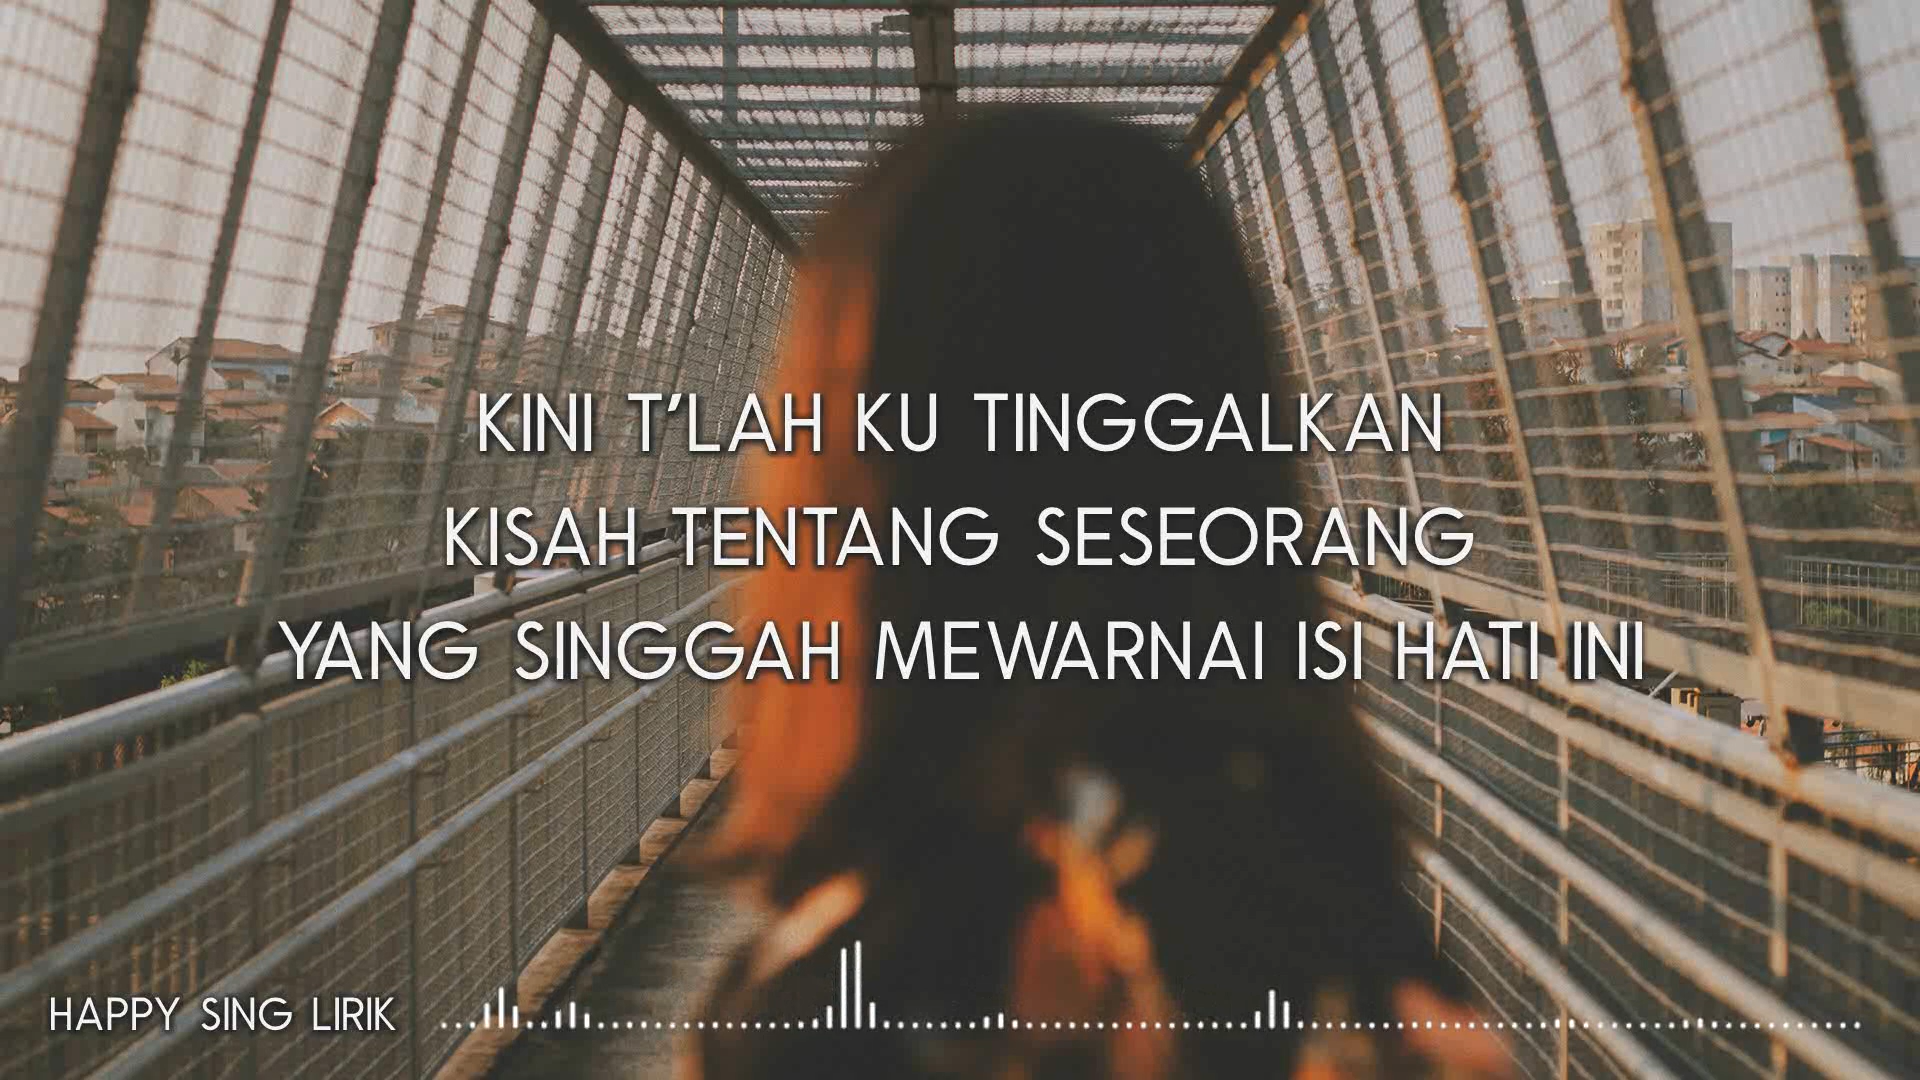 KINI T'LAH KU TINGGALKAN
KISAH TENTANG SESEORANG
YANG SINGGAH MEWARNAI ISI HATI INI
HAPPY SING LIRIK